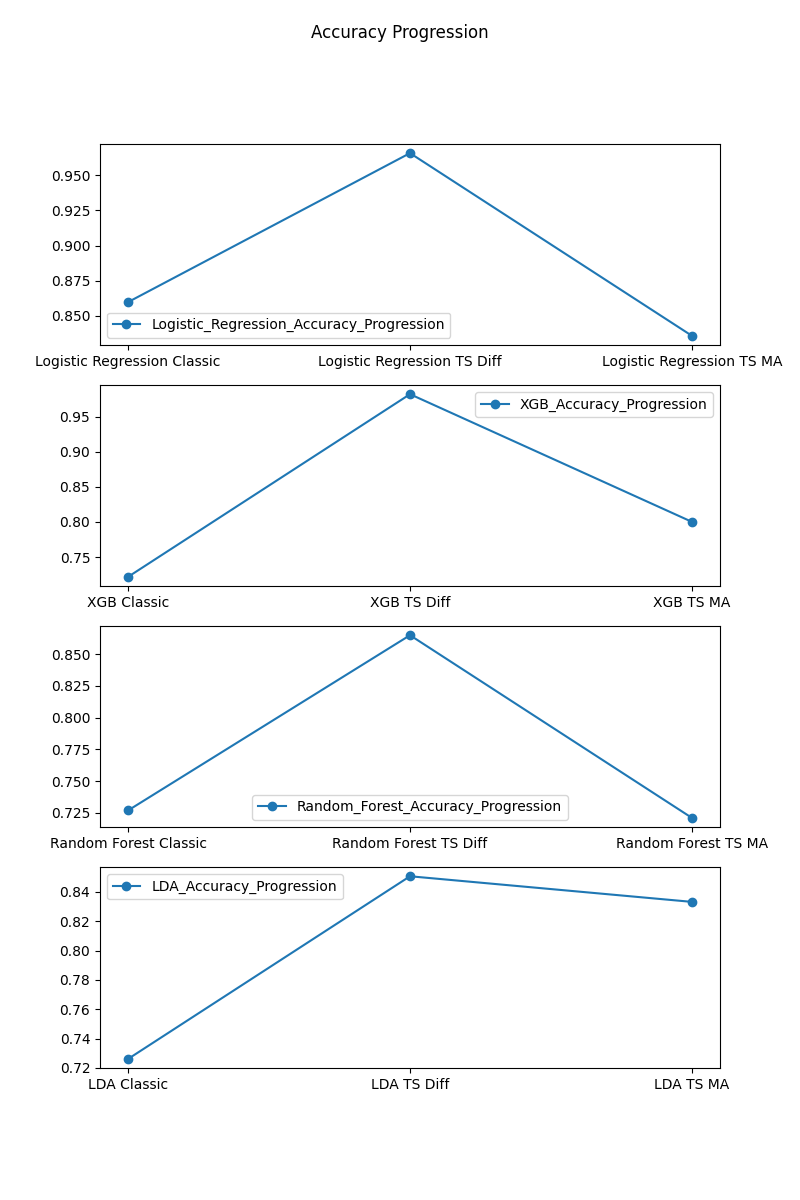 Accuracy Progression
0.950
0.925
0.900
0.875
0.850
Logistic_Regression_Accuracy_Progression
Logistic Regression Classic Logistic Regression TS Diff Logistic Regression TS MA
XGB_Accuracy_Progression
0.95
0.90
0.85
0.80
0.75
XGB Classic XGB TS Diff XGB TS MA
0.850
0.825
0.800
0.775
0.750
0.725
Random_Forest_Accuracy_Progression
Random Forest Classic Random Forest TS Diff Random Forest TS MA
LDA_Accuracy_Progression
0.84
0.82
0.80
0.78
0.76
0.74
0.72
LDA Classic LDA TS Diff LDA TS MA